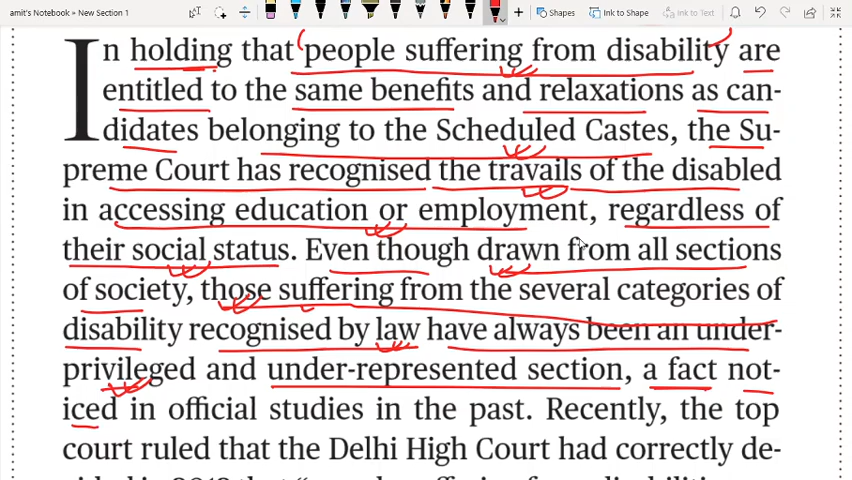 amit's Notebook » New Section 1
Shapes
Ink to Shape
Ink to Text
In holding that (people suffering from disability) are
entitled to the same benefits and relaxations as can-
didates belonging to the Scheduled Castes, the Su-
preme Court has recognised the travails of the disabled
in accessing education or employment, regardless of
their social status. Even though drawn from all sections
of society, those suffering from the several categories of
disability recognised by law have always been an under-
privileged and under-represented section, a fact not-
iced in official studies in the past. Recently, the top
court ruled that the Delhi High Court had correctly de-